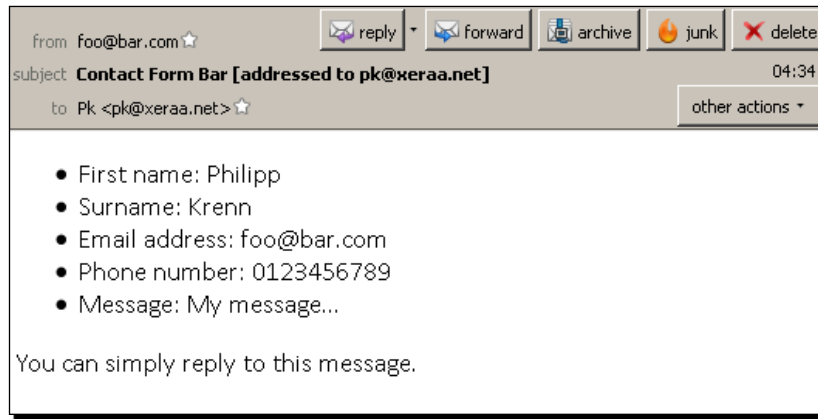 from foo@bar.com reply forward archive junk delete
subject Contact Form Bar [addressed to pk@xeraa.net] 04:34
to Pk <pk@xeraa.net> other actions
• First name: Philipp
• Surname: Krenn
• Email address: foo@bar.com
• Phone number: 0123456789
• Message: My message...
You can simply reply to this message.